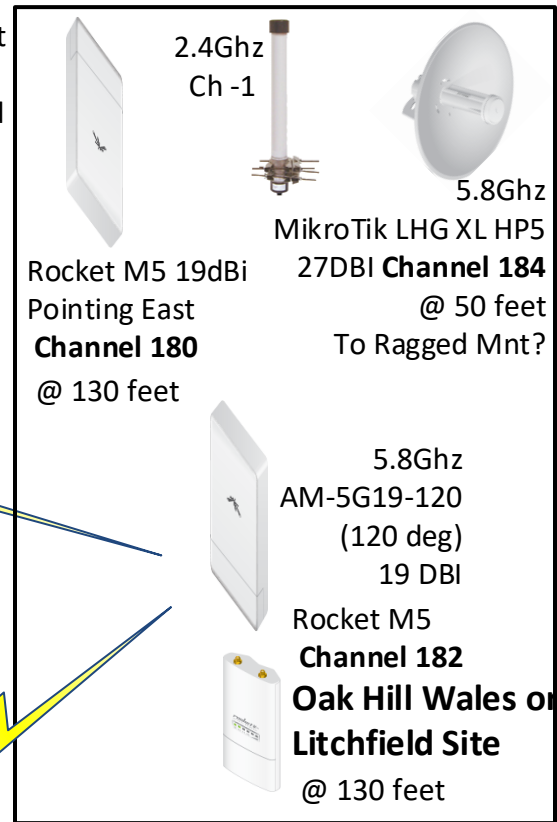 t
l
2.4Ghz
Ch -1
5.8Ghz
MikroTik LHG XL HP5
27DBI Channel 184
@ 50 feet
To Ragged Mnt?
Rocket M5 19dBi
Pointing East
Channel 180
@ 130 feet
5.8Ghz
AM-5G19-120
(120 deg)
19 DBI
Rocket M5
Channel 182
Oak Hill Wales or
Litchfield Site
@ 130 feet